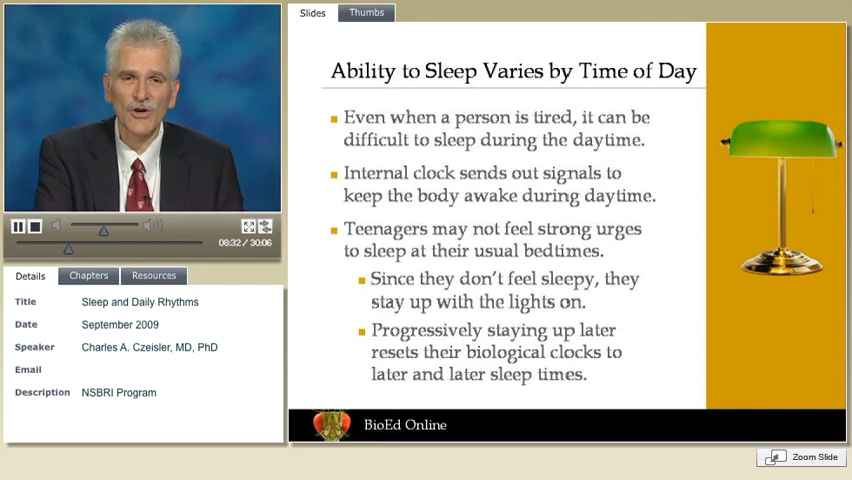 Slides
Thumbs
Ability to Sleep Varies by Time of Day
Even when a person is tired, it can be
difficult to sleep during the daytime.
Internal clock sends out signals to
keep the body awake during daytime.
Teenagers may not feel strong urges
to sleep at their usual bedtimes.
Since they don't feel sleepy, they
stay up with the lights on.
Progressively staying up later
resets their biological clocks to
later and later sleep times.
BioEd Online
Zoom Slide
09:32 / 30:06
Details
Chapters
Resources
Title Sleep and Daily Rhythms
Date September 2009
Speaker Charles A. Czeisler, MD, PhD
Email
Description NSBRI Program